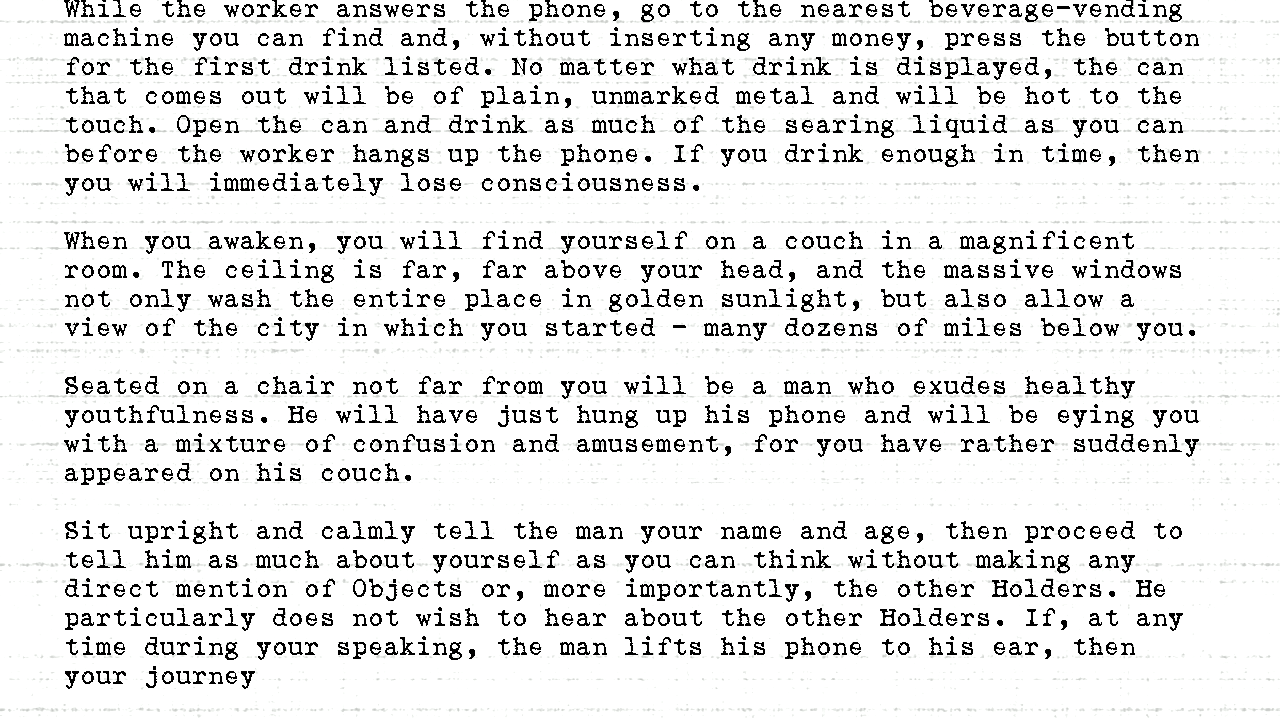 While the worker answers the phone, go to the nearest beverage-vending
machine you can find and, without inserting any money, press the button
for the first drink listed. No matter what drink is displayed, the can
that comes out will be of plain, unmarked metal and will be hot to the
touch. Open the can and drink as much of the searing liquid as you can
before the worker hangs up the phone. If you drink enough in time, then
you will immediately lose consciousness.

When you awaken, you will find yourself on a couch in a magnificent
room. The ceiling is far, far above your head, and the massive windows
not only wash the entire place in golden sunlight, but also allow a
view of the city in which you started - many dozens of miles below you.

Seated on a chair not far from you will be a man who exudes healthy
youthfulness. He will have just hung up his phone and will be eying you
with a mixture of confusion and amusement, for you have rather suddenly
appeared on his couch.

Sit upright and calmly tell the man your name and age, then proceed to
tell him as much about yourself as you can think without making any
direct mention of Objects or, more importantly, the other Holders. He
particularly does not wish to hear about the other Holders. If, at any
time during your speaking, the man lifts his phone to his ear, then
your journey